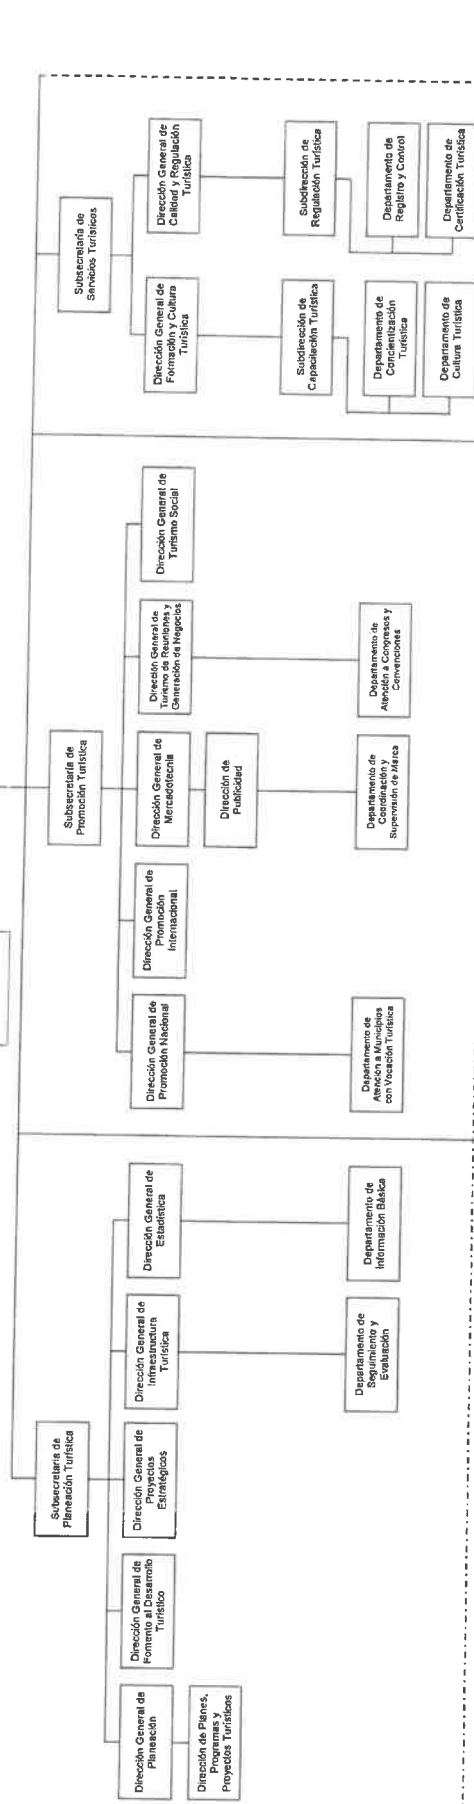 Subsecretaría de
Planeación Turística
Dirección General de
Planeación
Dirección de Planes,
Programas y
Proyectos Turísticos
Dirección General de
Fomento al Desarrollo
Turístico
Dirección General de
Proyectos
Estratégicos
Dirección General de
Infraestructura
Turística
Departamento de
Seguimiento y
Evaluación
Dirección General de
Estadística
Departamento de
Información Básica
Subsecretaría de
Promoción Turística
Dirección General de
Promoción Nacional
Departamento de
Atención a Municipios
con Vocación Turística
Dirección General de
Promoción
Internacional
Dirección General de
Mercadotecnia
Dirección de
Publicidad
Departamento de
Coordinación y
Supervisión de Marca
Dirección General de
Turismo de Reuniones y
Generación de Negocios
Departamento de
Atención a Congresos y
Convenciones
Dirección General de
Turismo Social
Subsecretaría de
Servicios Turísticos
Dirección General de
Formación y Cultura
Turística
Subdirección de
Capacitación Turística
Departamento de
Concientización
Turística
Departamento de
Cultura Turística
Dirección General de
Calidad y Regulación
Turística
Subdirección de
Regulación Turística
Departamento de
Registro y Control
Departamento de
Certificación Turística